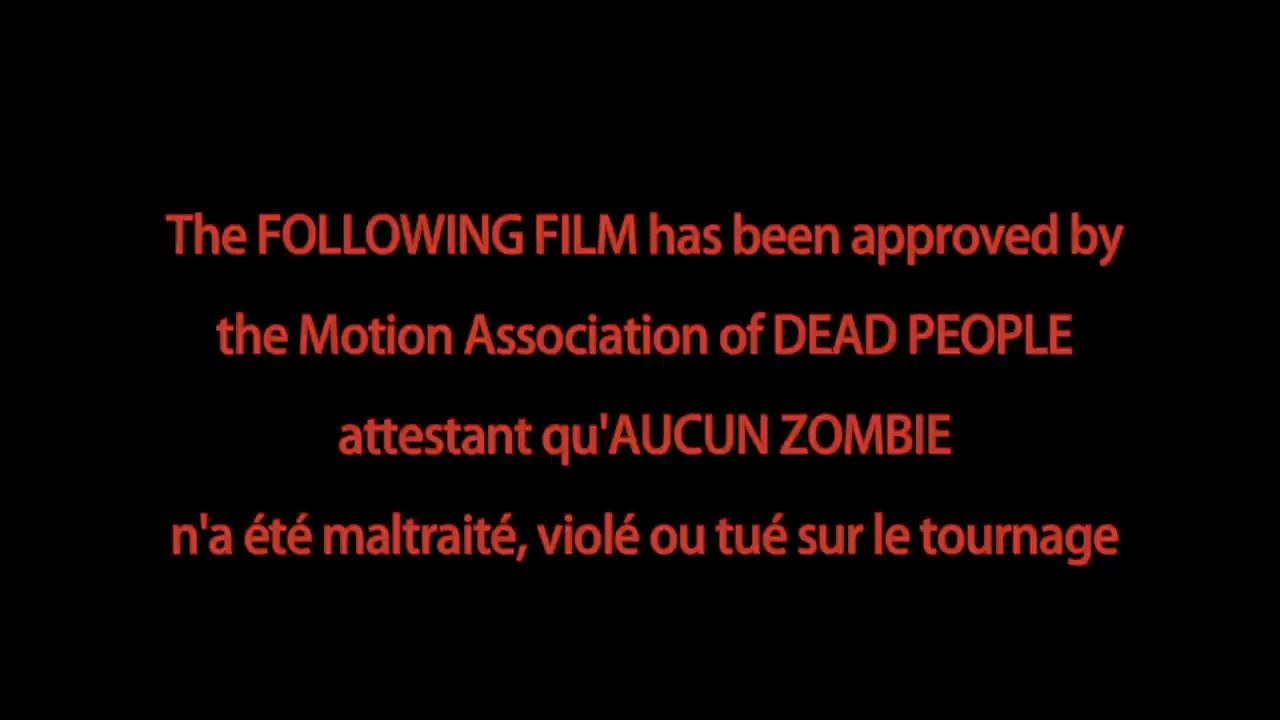 The FOLLOWING FILM has been approved by
the Motion Association of DEAD PEOPLE
attestant qu'AUCUN ZOMBIE
n'a été maltraité, violé ou tué sur le tournage